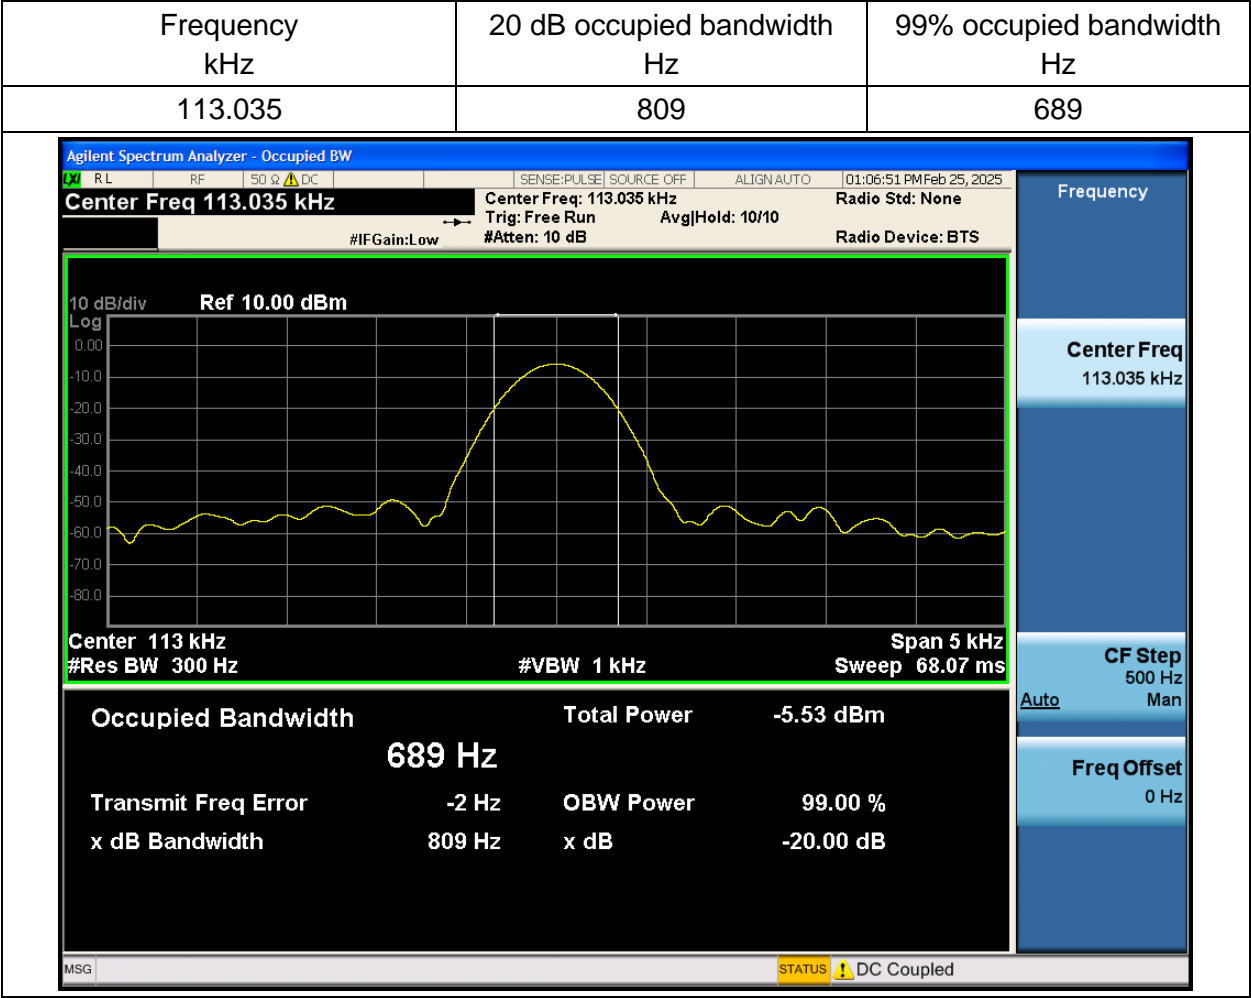 Frequency
kHz
20 dB occupied bandwidth
Hz
99% occupied bandwidth
Hz
113.035
809
689
Agilent Spectrum Analyzer - Occupied BW
LXI RL RF 50 Ω DC SENSE:PULSE SOURCE OFF ALIGN AUTO 01:06:51 PM Feb 25, 2025
Center Freq 113.035 kHz
Center Freq: 113.035 kHz
Radio Std: None
Trig: Free Run
Avg|Hold: 10/10
#IFGain:Low
#Atten: 10 dB
Radio Device: BTS
Frequency
10 dB/div
Ref 10.00 dBm
Log
0.00
-10.0
-20.0
-30.0
-40.0
-50.0
-60.0
-70.0
-80.0
Center Freq
113.035 kHz
Center 113 kHz
Span 5 kHz
#Res BW 300 Hz
#VBW 1 kHz
Sweep 68.07 ms
CF Step
500 Hz
Auto Man
Occupied Bandwidth
689 Hz
Total Power -5.53 dBm
Transmit Freq Error -2 Hz
OBW Power 99.00 %
x dB Bandwidth 809 Hz
x dB -20.00 dB
Freq Offset
0 Hz
MSG
STATUS
DC Coupled